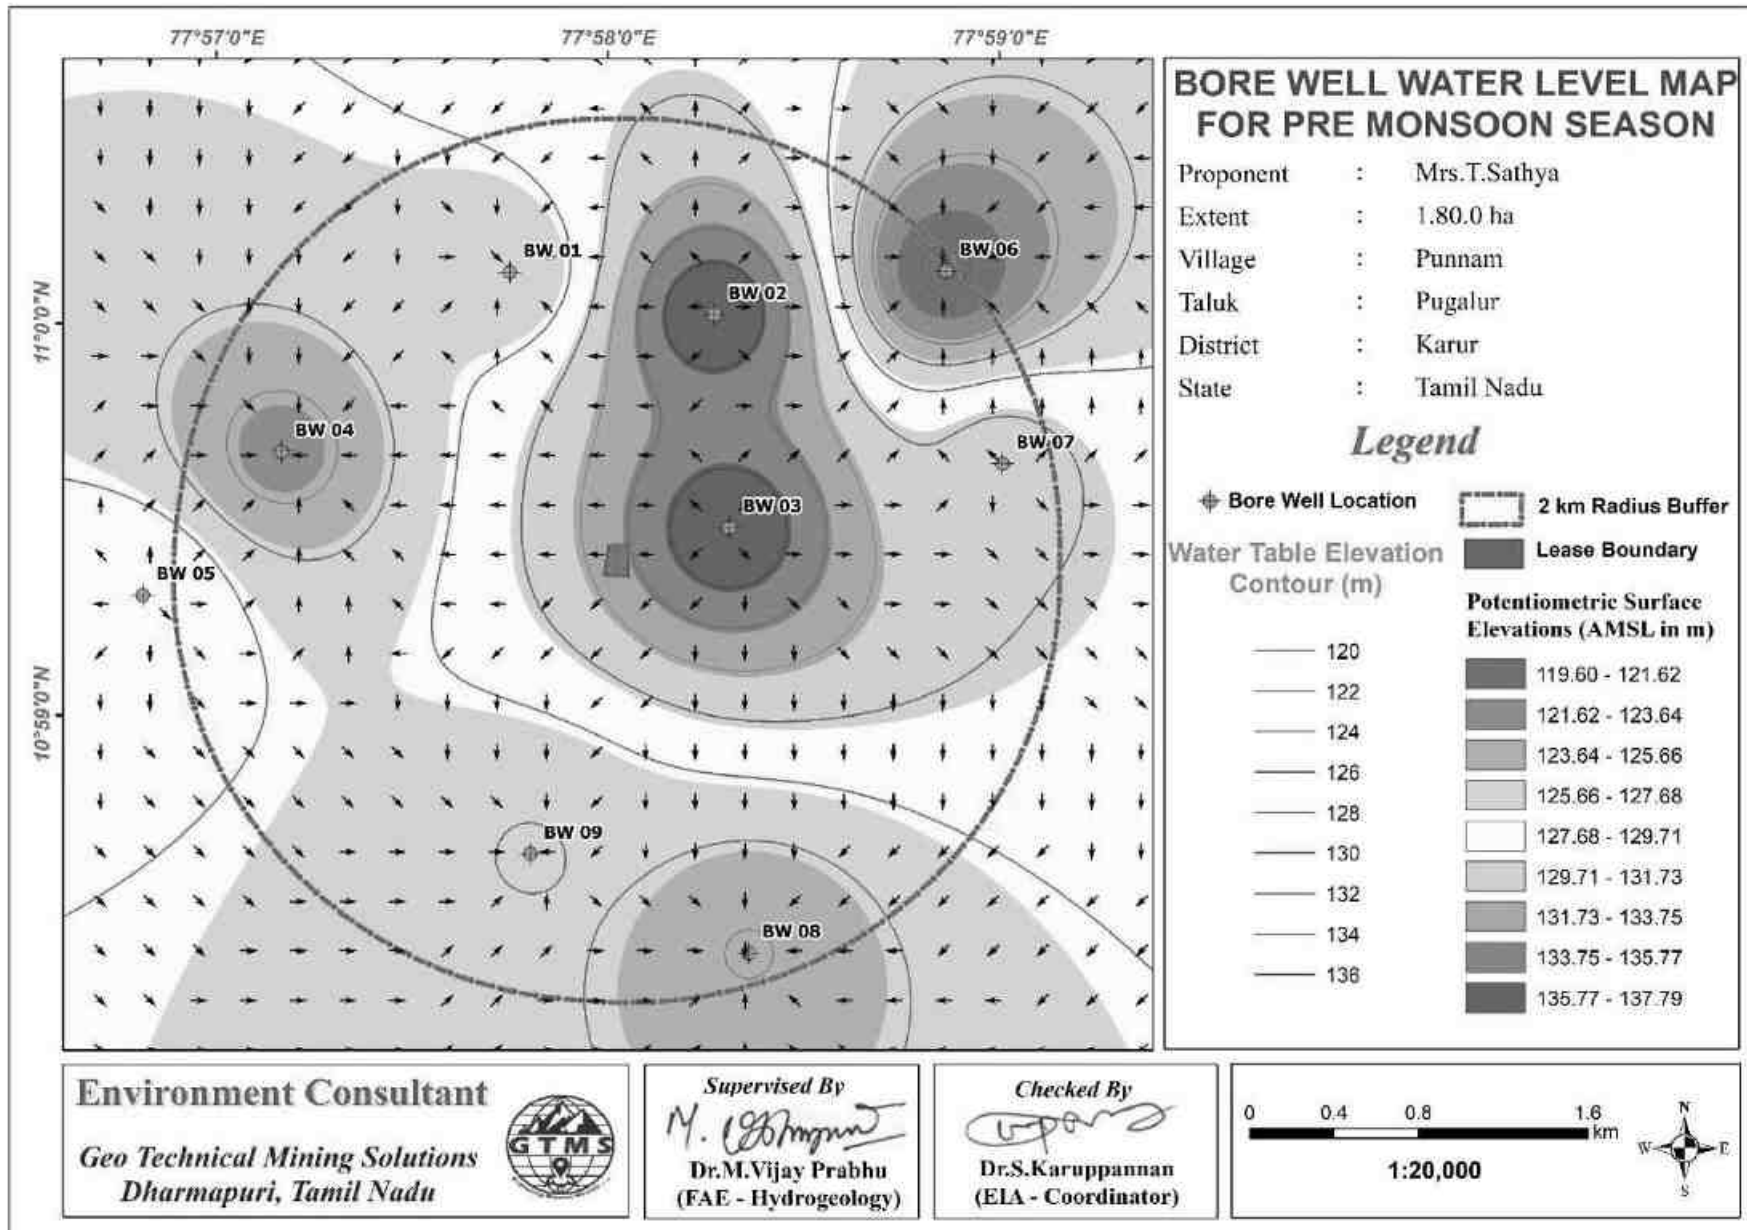 77°57'0"E
77°58'0"E
77°59'0"E
11°0'0"N
10°59'0"N
BW 01
BW 02
BW 06
BW 04
BW 07
BW 03
BW 05
BW 09
BW 08
BORE WELL WATER LEVEL MAP
FOR PRE MONSOON SEASON
Proponent : Mrs.T.Sathya
Extent : 1.80.0 ha
Village : Punnam
Taluk : Pugalur
District : Karur
State : Tamil Nadu
Legend
Bore Well Location
2 km Radius Buffer
Lease Boundary
Water Table Elevation
Contour (m)
120
122
124
126
128
130
132
134
136
Potentiometric Surface
Elevations (AMSL in m)
119.60 - 121.62
121.62 - 123.64
123.64 - 125.66
125.66 - 127.68
127.68 - 129.71
129.71 - 131.73
131.73 - 133.75
133.75 - 135.77
135.77 - 137.79
Environment Consultant
Geo Technical Mining Solutions
Dharmapuri, Tamil Nadu
GTMS
Supervised By
Dr.M.Vijay Prabhu
(FAE - Hydrogeology)
Checked By
Dr.S.Karuppannan
(EIA - Coordinator)
0 0.4 0.8 1.6
km
1:20,000
N
W E
S